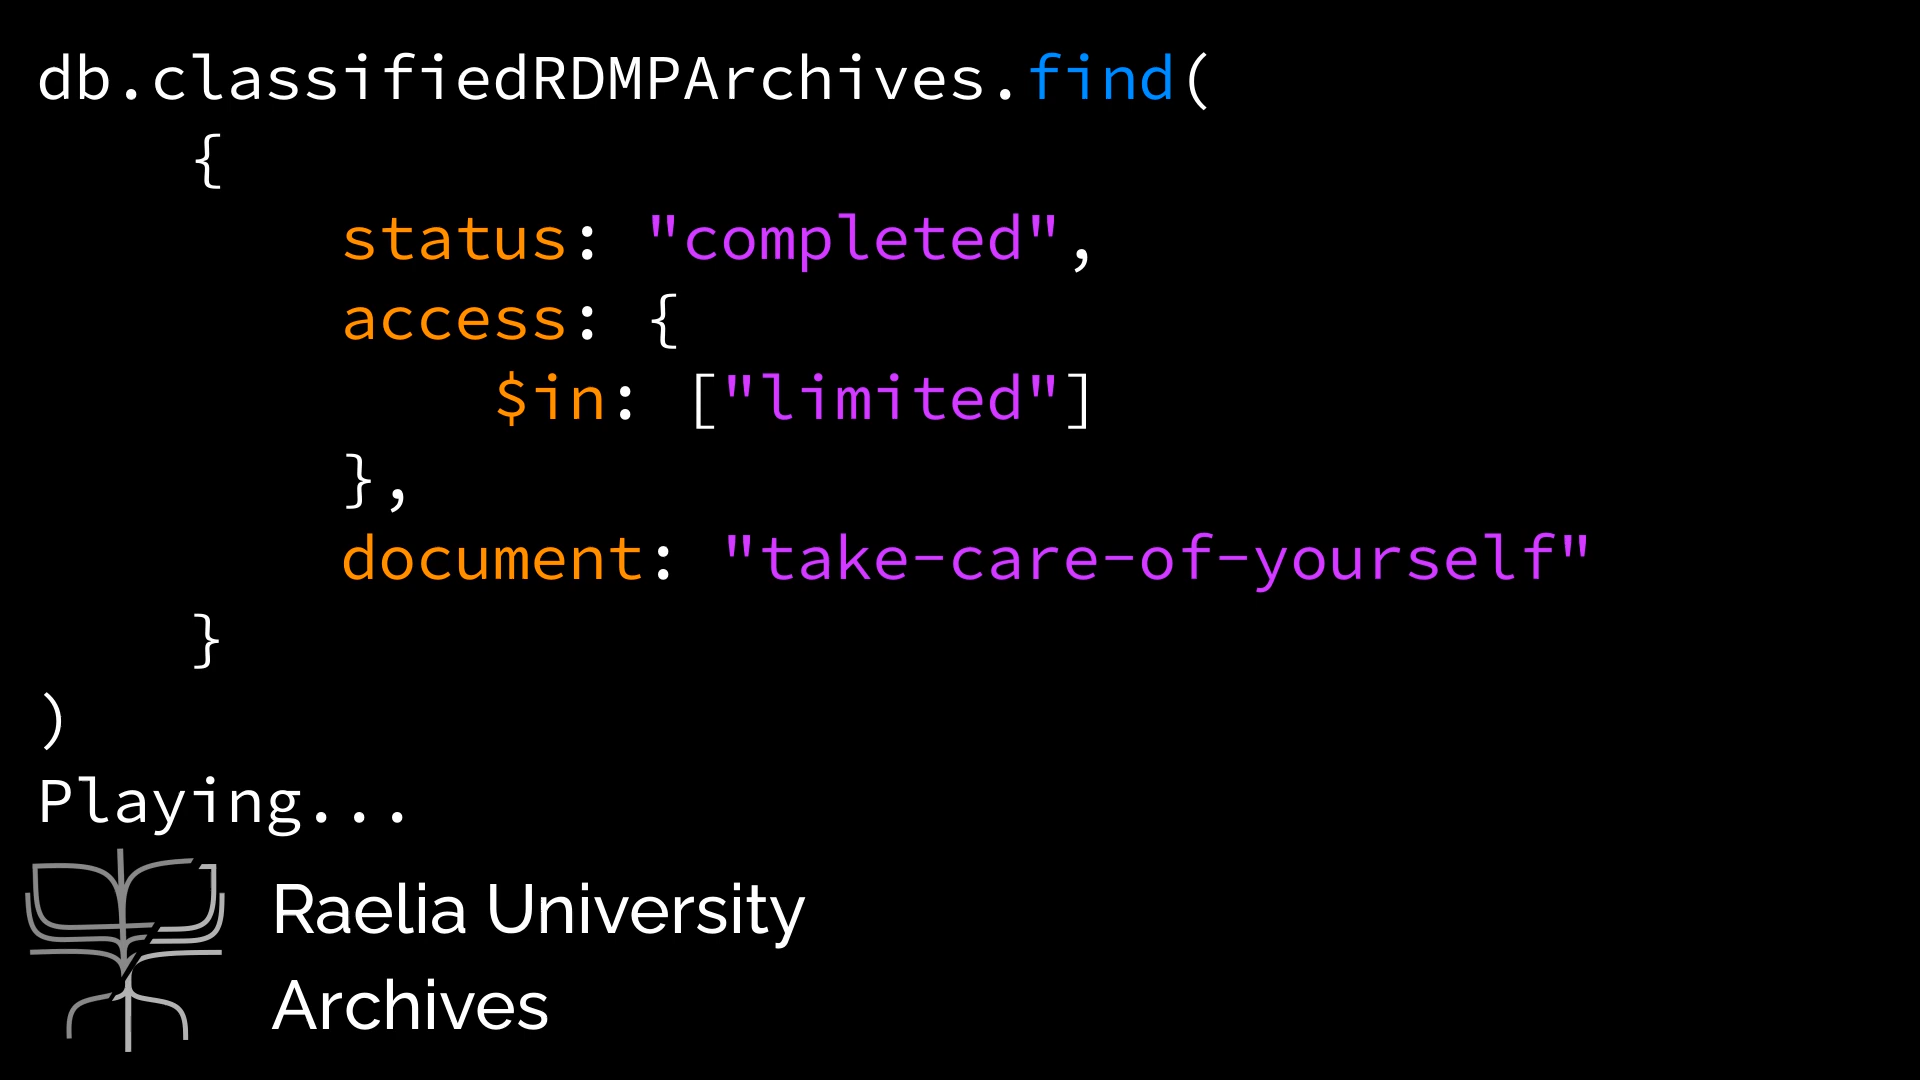 db.classifiedRDMPArchives.find(
    {
        status: "completed",
        access: {
            $in: ["limited"]
        },
        document: "take-care-of-yourself"
    }
)
Playing...
Raelia University
Archives